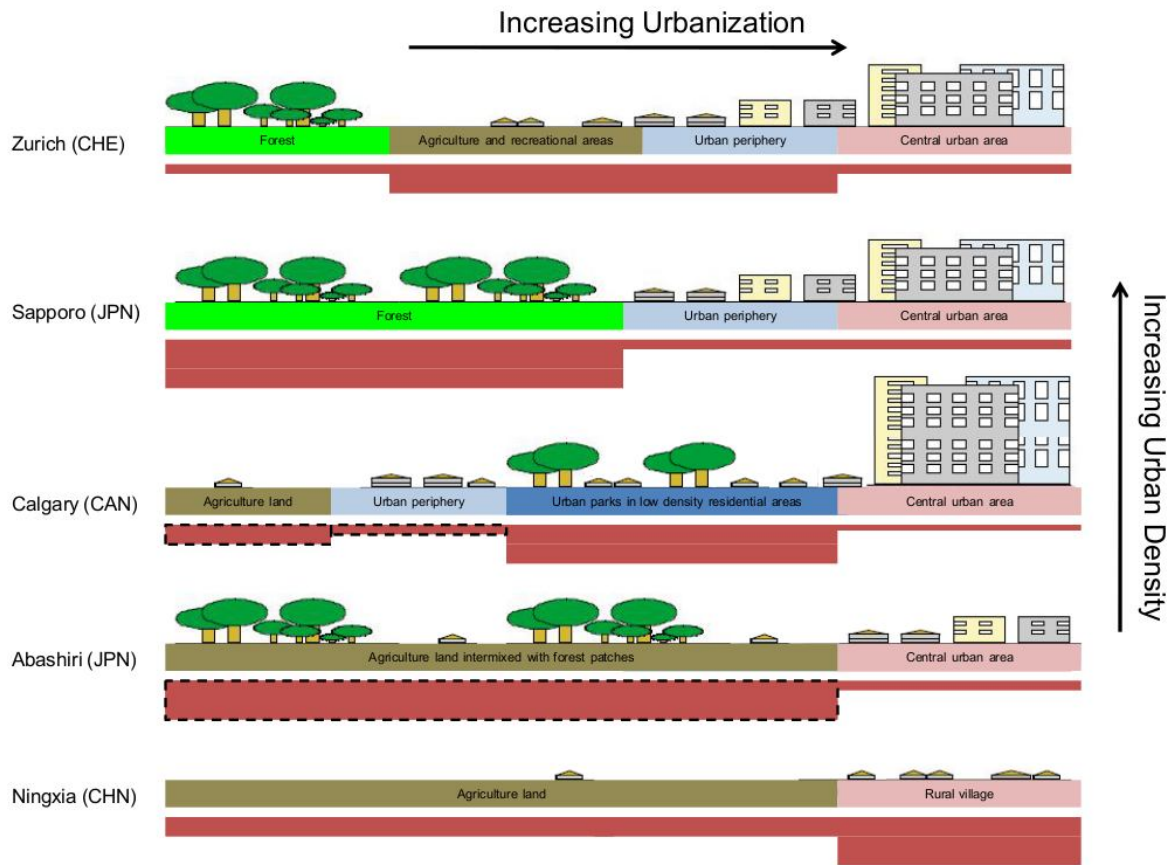 Increasing Urbanization
Zurich (CHE)
Forest
Agriculture and recreational areas
Urban periphery
Central urban area
Sapporo (JPN)
Forest
Urban periphery
Central urban area
Calgary (CAN)
Agriculture land
Urban periphery
Urban parks in low density residential areas
Central urban area
Abashiri (JPN)
Agriculture land intermixed with forest patches
Central urban area
Ningxia (CHN)
Agriculture land
Rural village
Increasing Urban Density